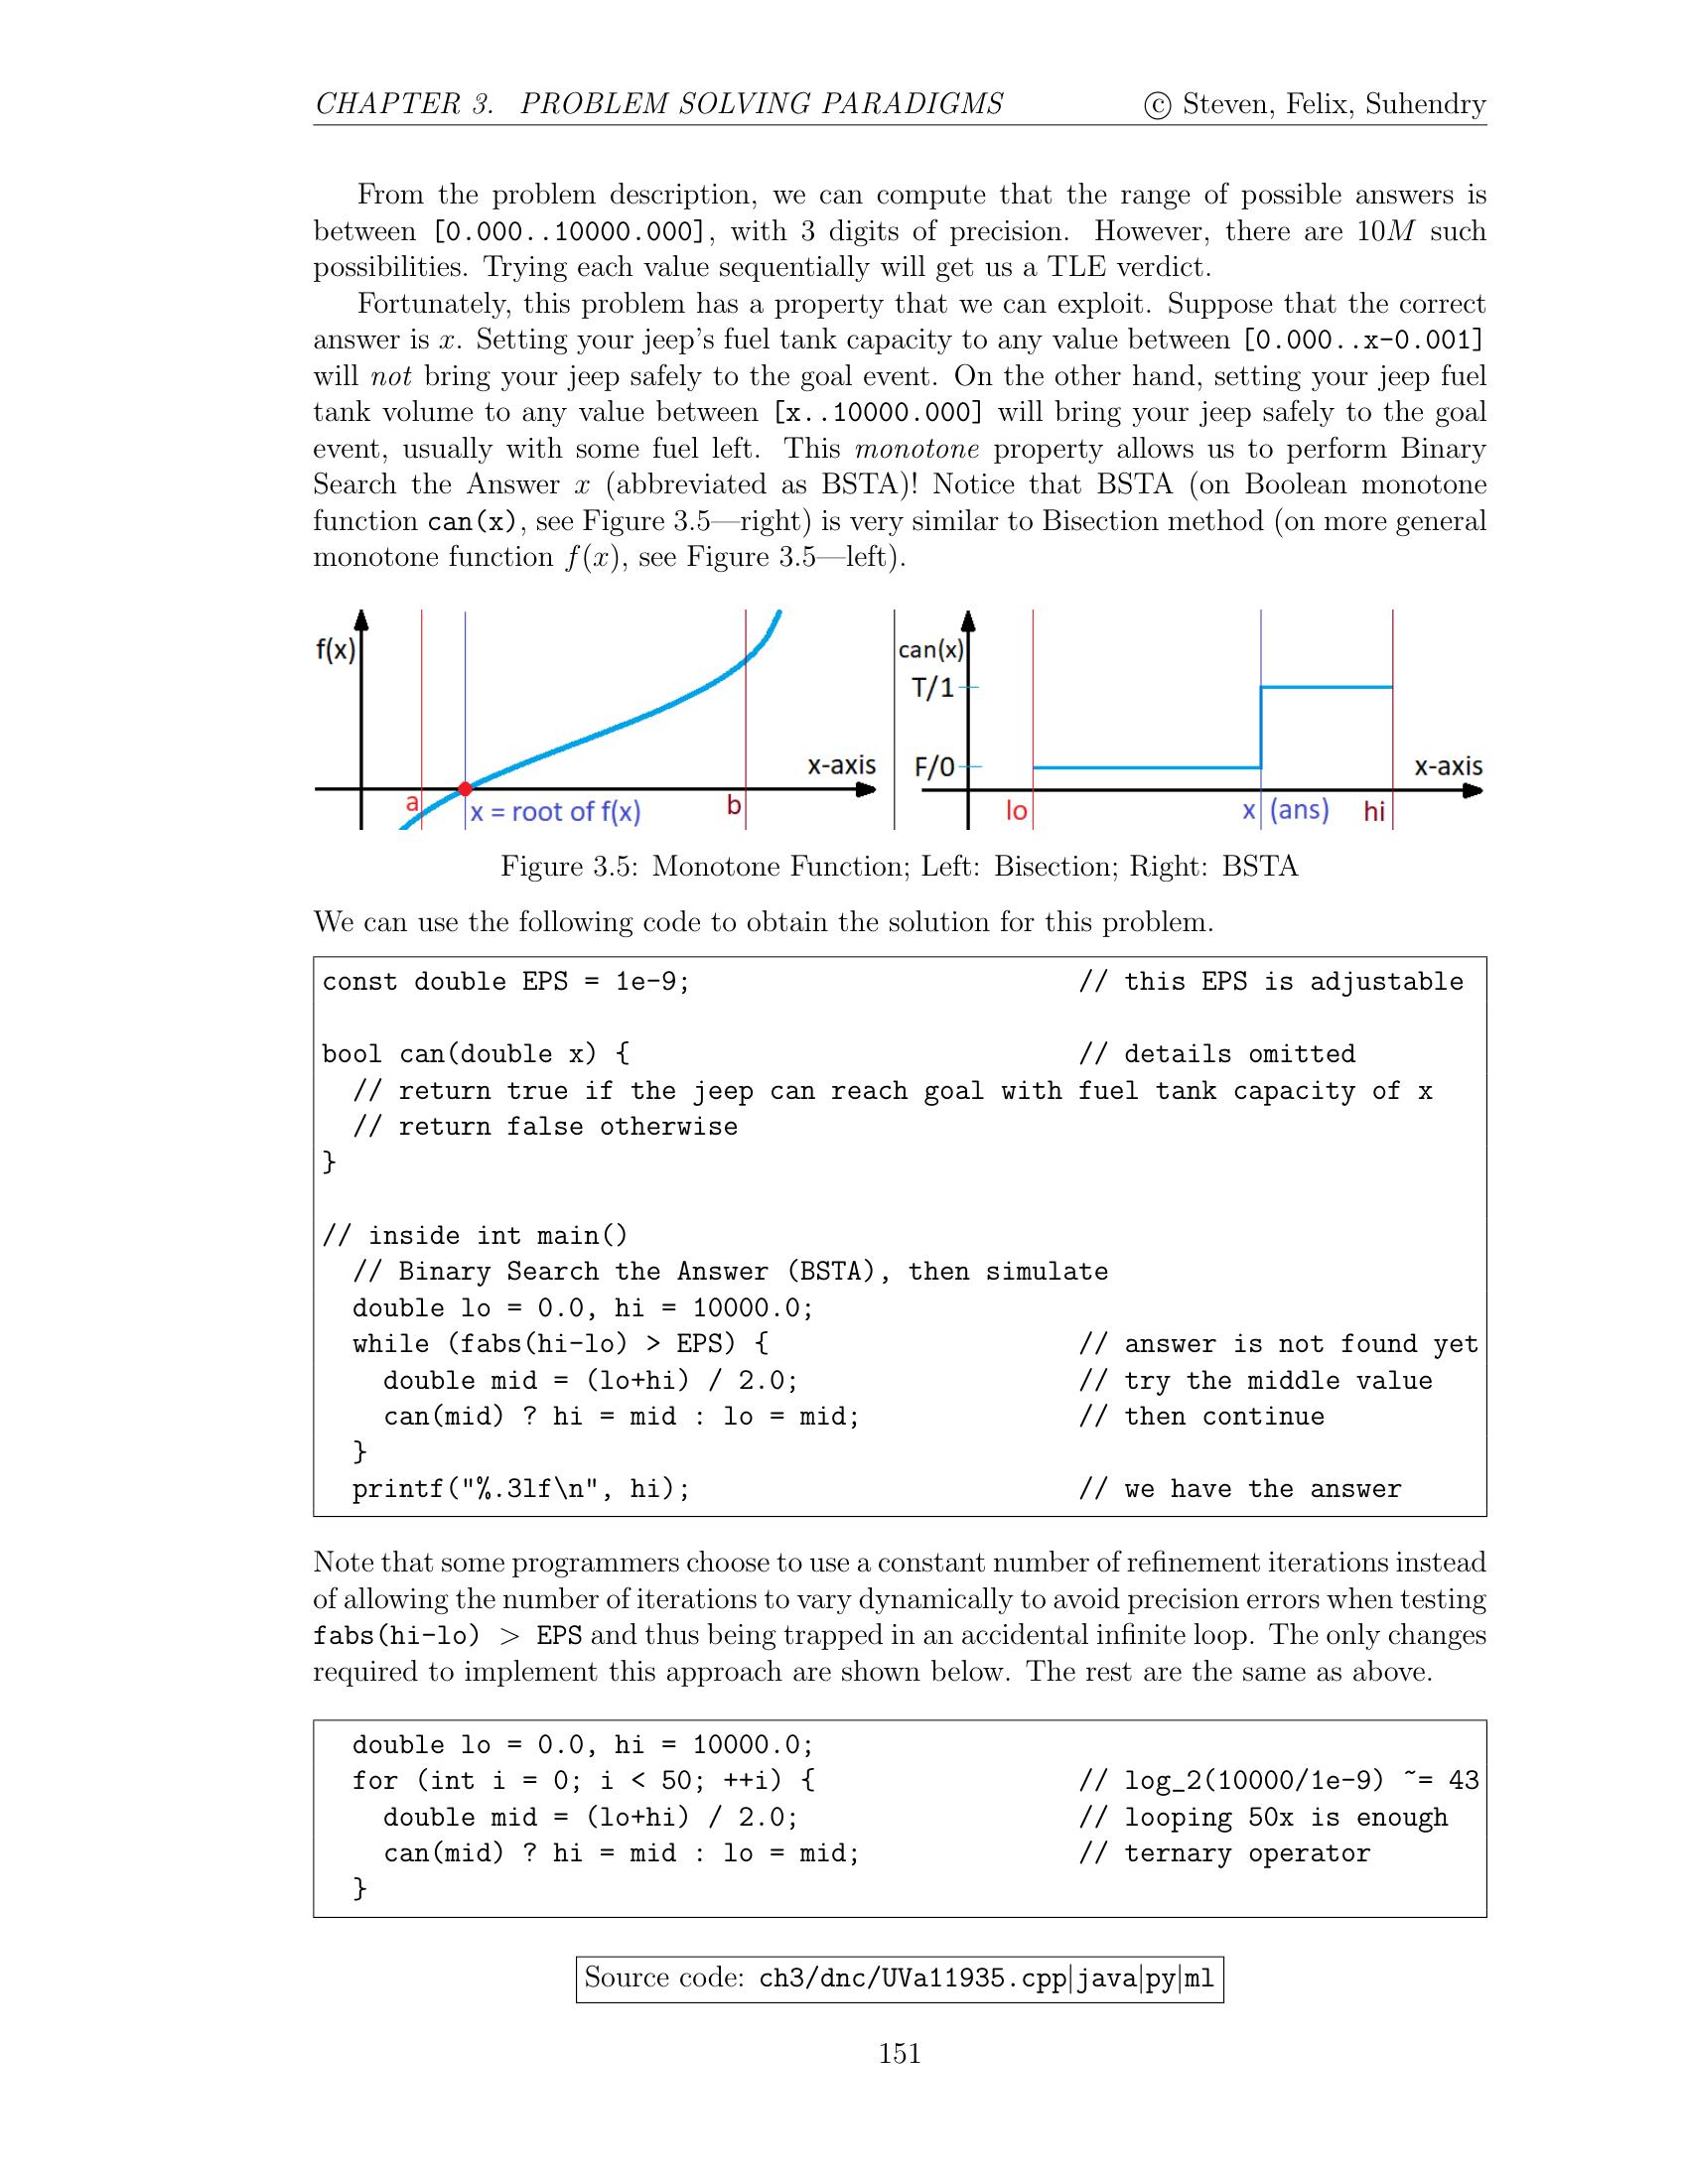 CHAPTER 3. PROBLEM SOLVING PARADIGMS © Steven, Felix, Suhendry
From the problem description, we can compute that the range of possible answers is
between [0.000..10000.000], with 3 digits of precision. However, there are 10M such
possibilities. Trying each value sequentially will get us a TLE verdict.
Fortunately, this problem has a property that we can exploit. Suppose that the correct
answer is x. Setting your jeep's fuel tank capacity to any value between [0.000..x-0.001]
will not bring your jeep safely to the goal event. On the other hand, setting your jeep fuel
tank volume to any value between [x..10000.000] will bring your jeep safely to the goal
event, usually with some fuel left. This monotone property allows us to perform Binary
Search the Answer x (abbreviated as BSTA)! Notice that BSTA (on Boolean monotone
function can(x), see Figure 3.5—right) is very similar to Bisection method (on more general
monotone function f(x), see Figure 3.5—left).
f(x)
x-axis
a
x = root of f(x)
b
can(x)
T/1
F/0
x-axis
lo
x (ans)
hi
Figure 3.5: Monotone Function; Left: Bisection; Right: BSTA
We can use the following code to obtain the solution for this problem.
const double EPS = 1e-9; // this EPS is adjustable
bool can(double x) { // details omitted
// return true if the jeep can reach goal with fuel tank capacity of x
// return false otherwise
}
// inside int main()
// Binary Search the Answer (BSTA), then simulate
double lo = 0.0, hi = 10000.0;
while (fabs(hi-lo) > EPS) { // answer is not found yet
double mid = (lo+hi) / 2.0; // try the middle value
can(mid) ? hi = mid : lo = mid; // then continue
}
printf("%.3lf\n", hi); // we have the answer
Note that some programmers choose to use a constant number of refinement iterations instead
of allowing the number of iterations to vary dynamically to avoid precision errors when testing
fabs(hi-lo) > EPS and thus being trapped in an accidental infinite loop. The only changes
required to implement this approach are shown below. The rest are the same as above.
double lo = 0.0, hi = 10000.0;
for (int i = 0; i < 50; ++i) { // log_2(10000/1e-9) ~= 43
double mid = (lo+hi) / 2.0; // looping 50x is enough
can(mid) ? hi = mid : lo = mid; // ternary operator
}
Source code: ch3/dnc/UVa11935.cpp|java|py|ml
151